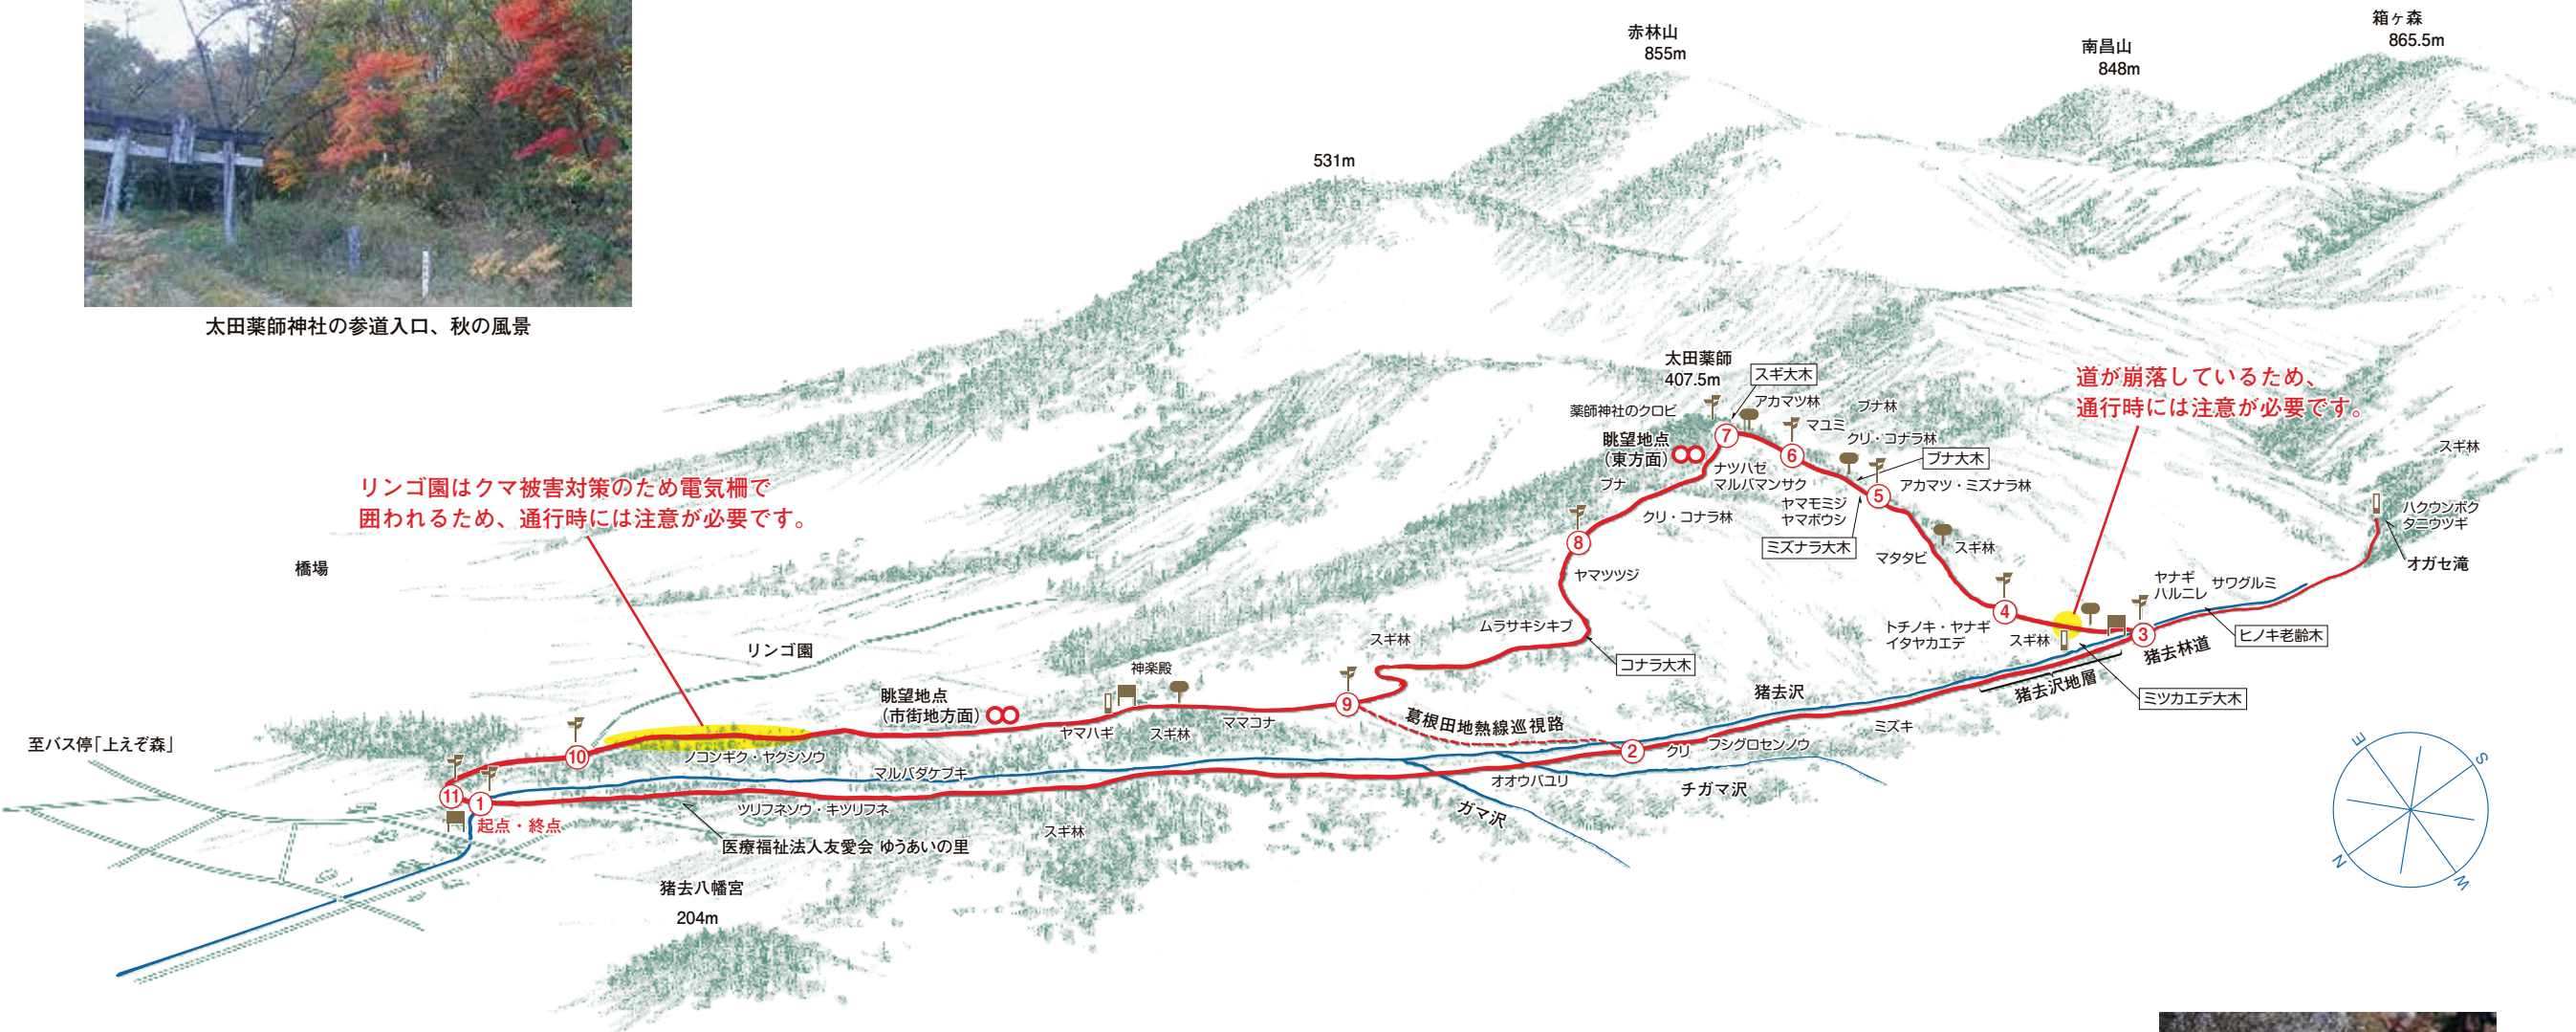 赤林山
855m
南昌山
848m
箱ヶ森
865.5m
531m
太田薬師神社の参道入口、秋の風景
太田薬師
407.5m
スギ大木
アカマツ林
ブナ林
薬師神社のクロビ
マユミ
クリ・コナラ林
眺望地点
(東方面)
ブナ大木
アカマツ・ミズナラ林
ナツハゼ
マルバマンサク
ブナ
クリ・コナラ林
ヤマモミジ
ヤマボウシ
ミズナラ大木
道が崩落しているため、
通行時には注意が必要です。
スギ林
ハクウンボク
タニウツギ
オガセ滝
リンゴ園はクマ被害対策のため電気柵で
囲われるため、通行時には注意が必要です。
橋場
リンゴ園
ヤマツツジ
マタタビ
スギ林
ヤナギ
ハルニレ
サワグルミ
ヒノキ老齢木
トチノキ・ヤナギ
イタヤカエデ
スギ林
猪去林道
猪去沢地層
ミツカエデ大木
ムラサキシキブ
スギ林
コナラ大木
神楽殿
眺望地点
(市街地方面)
ヤマハギ
スギ林
ママコナ
葛根田地熱線巡視路
猪去沢
クリ
フシグロセンノウ
ミズキ
至バス停「上えぞ森」
ノコンギク・ヤクシソウ
マルバダケブキ
オオウバユリ
チガマ沢
ガマ沢
ツリフネソウ・キツリフネ
起点・終点
医療福祉法人友愛会 ゆうあいの里
スギ林
猪去八幡宮
204m
1
2
3
4
5
6
7
8
9
10
11
E
S
N
W